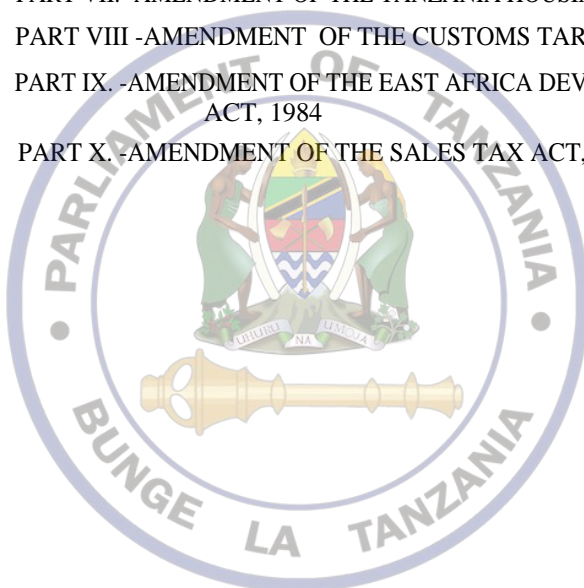 PART VIII -AMENDMENT OF THE CUSTOMS TAR
PART IX. -AMENDMENT OF THE EAST AFRICA DEV
ACT, 1984
PART X. -AMENDMENT OF THE SALES TAX ACT,
PARLIAMENT OF TANZANIA
UHURU NA UMOJA
BUNGE LA TANZANIA